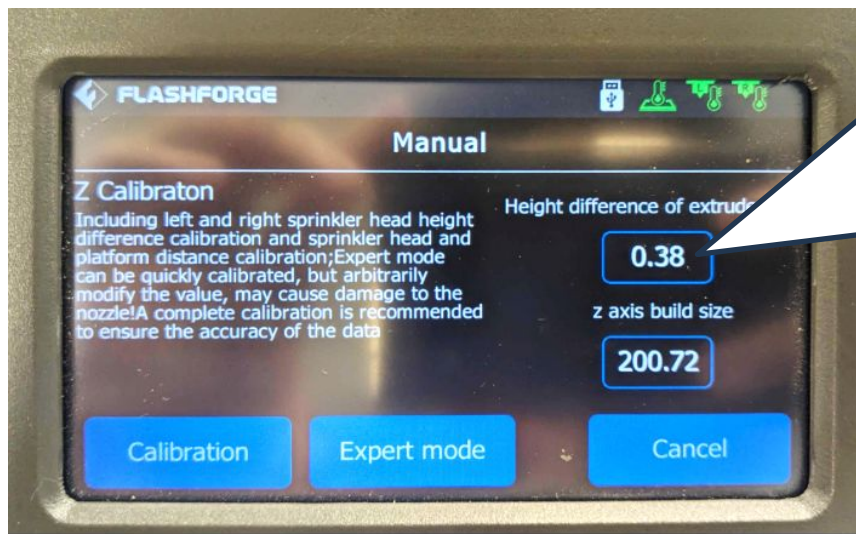 FLASHFORGE
Manual
Z Calibraton
Including left and right sprinkler head height
difference calibration and sprinkler head and
platform distance calibration;Expert mode
can be quickly calibrated, but arbitrarily
modify the value, may cause damage to the
nozzle!A complete calibration is recommended
to ensure the accuracy of the data
Height difference of
0.38
z axis build size
200.72
Calibration
Expert mode
Cancel